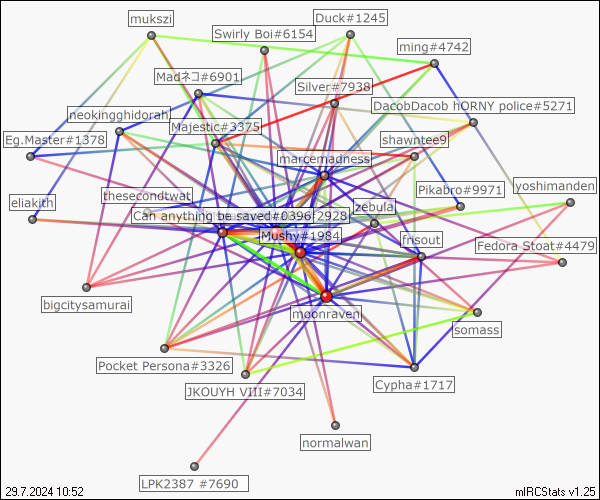 mukszi
Duck#1245
Swirly Boi#6154
ming#4742
Madネコ#6901
Silver#7938
DacobDacob hORNY police#5271
neokingghidorah
Majestic#3375
Eg.Master#1378
shawntee9
marcemadness
Pikabro#9971
yoshimanden
thesecondtwat
eliakith
zebula
Can anything be saved#0396
-2928
Mushy#1984
frisout
Fedora Stoat#4479
bigcitysamurai
moonraven
somass
Pocket Persona#3326
JKOUYH VIII#7034
Cypha#1717
normalwan
LPK2387 #7690
29.7.2024 10:52
mIRCStats v1.25